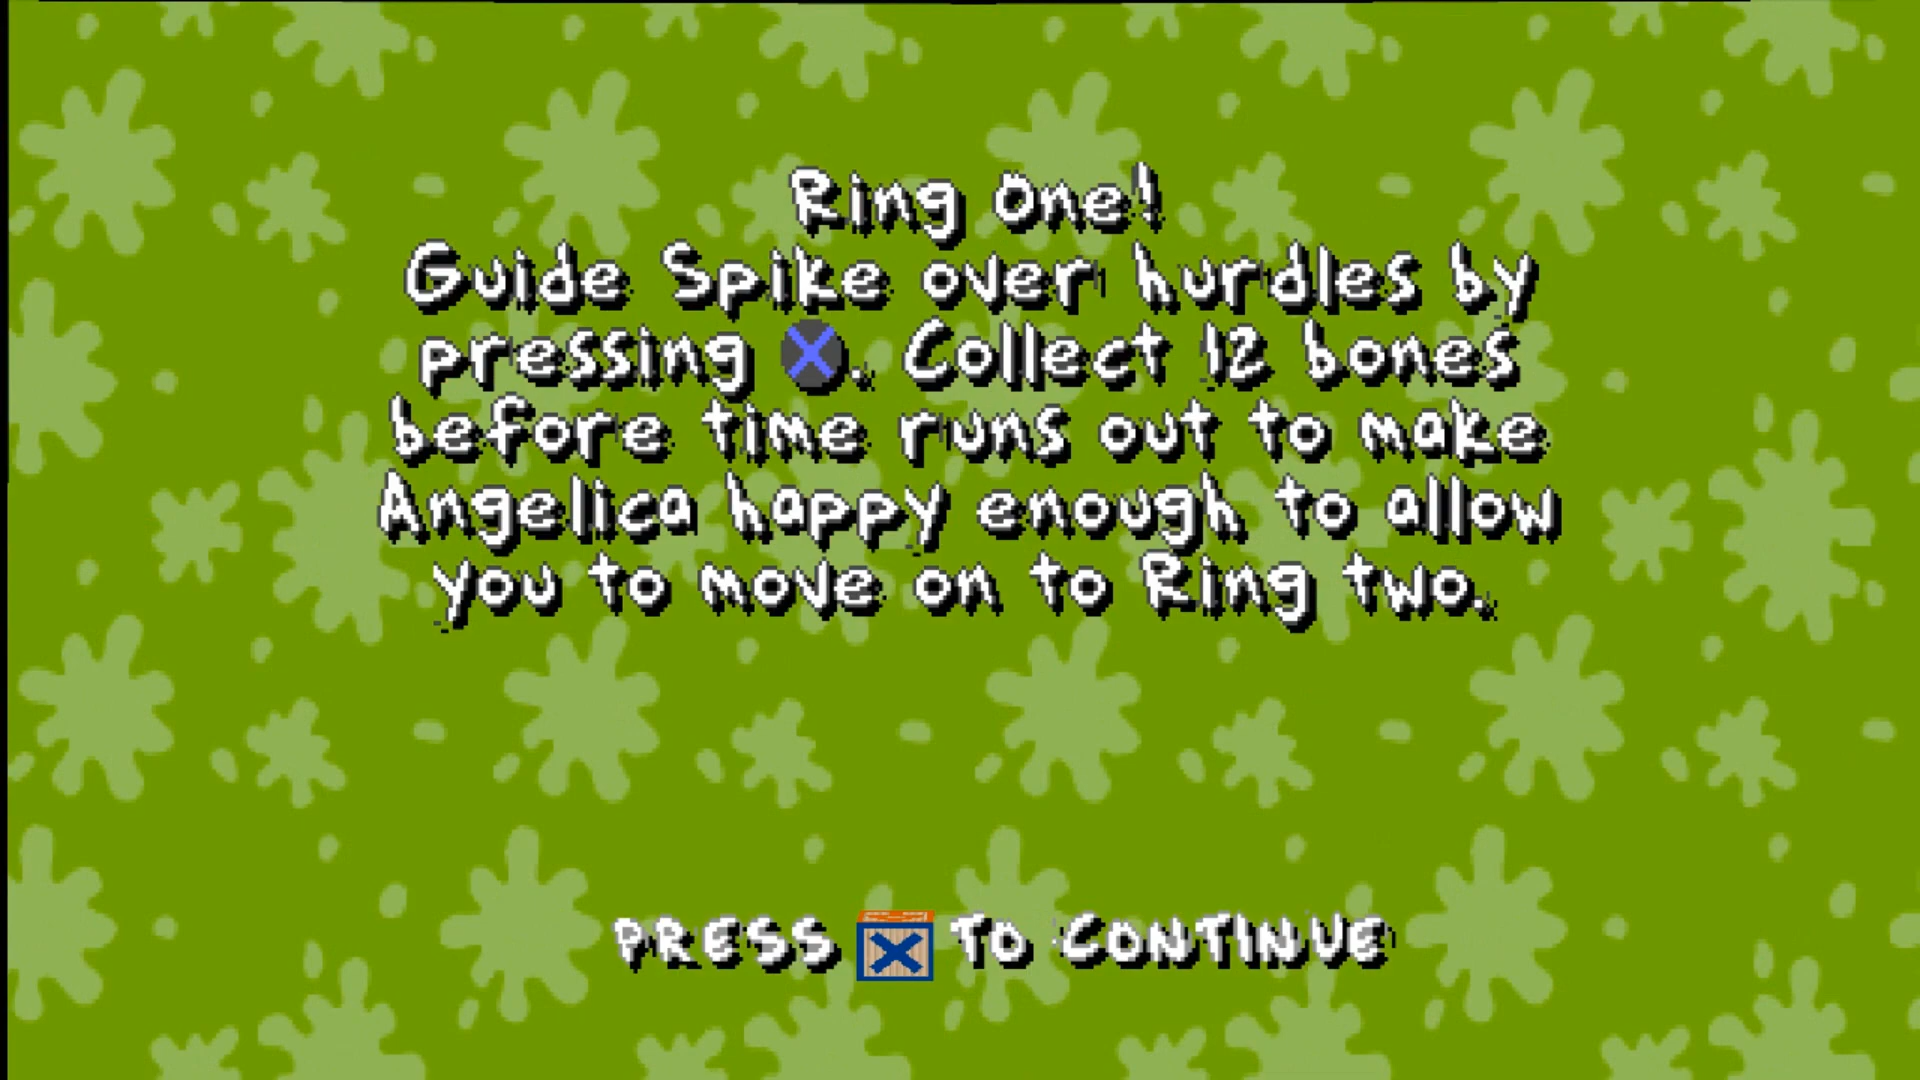 Ring One!
Guide Spike over hurdles by
pressing X. Collect 12 bones
before time runs out to make
Angelica happy enough to allow
you to move on to Ring two.
PRESS X TO CONTINUE